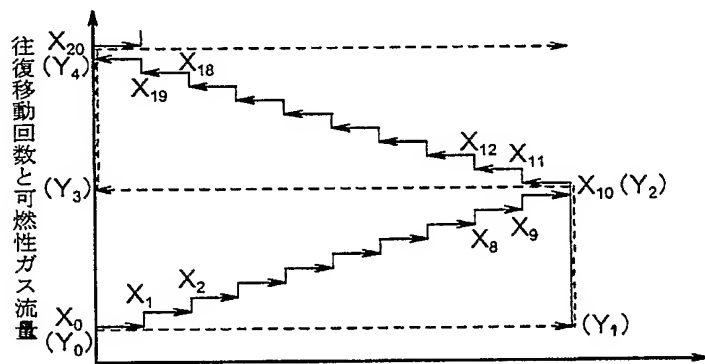 往復移動回数と可燃性ガス流量
X20
(Y4)
X18
X19
X12
X11
(Y3)
X10 (Y2)
X8
X9
X2
X1
X0
(Y0)
(Y1)